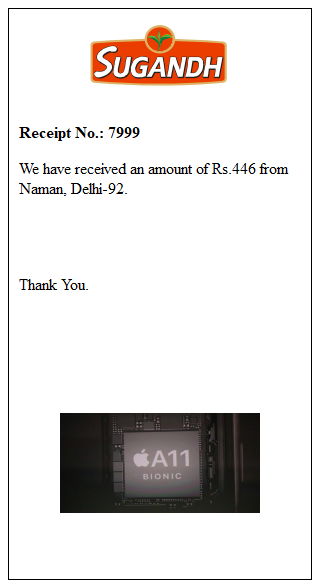 SUGANDH
Receipt No.: 7999
We have received an amount of Rs.446 from
Naman, Delhi-92.
Thank You.
A11
BIONIC